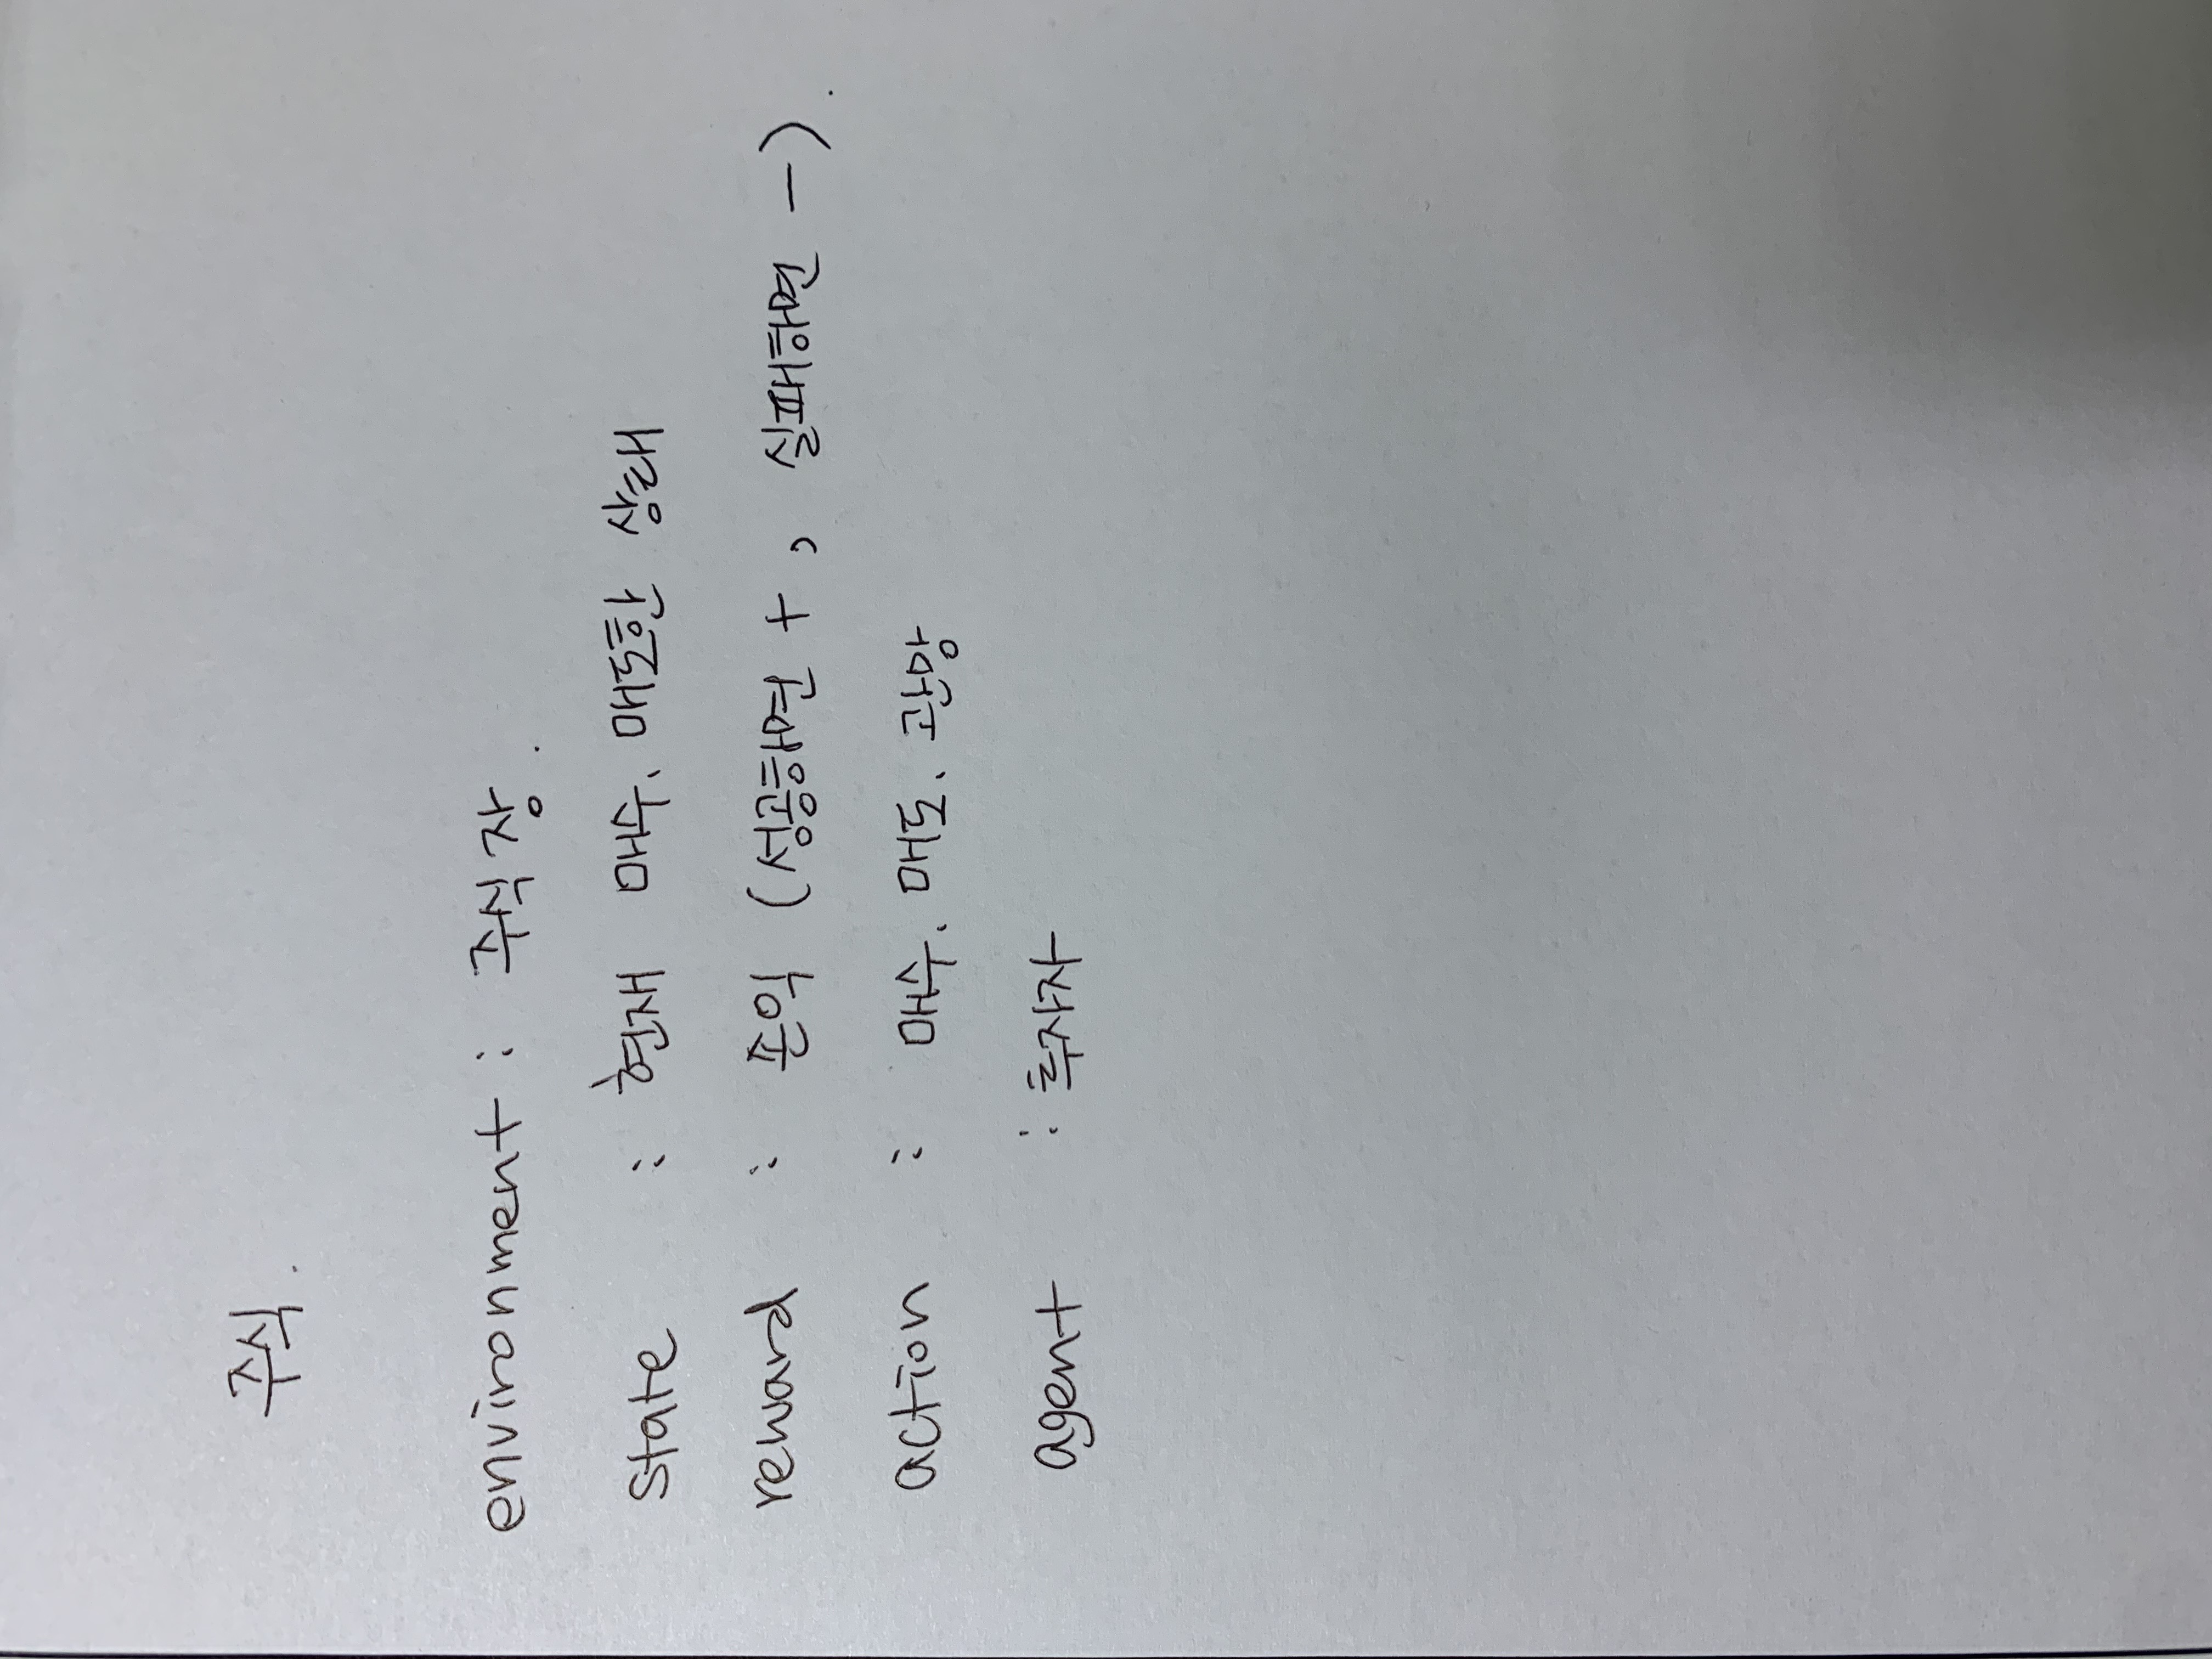 주식.
environment : 주식장.
state : 현재 매수, 매도한 상태
reward : 손익 (성공하면 +, 실패하면 -).
action : 매수, 매도, 관망
agent : 투자자